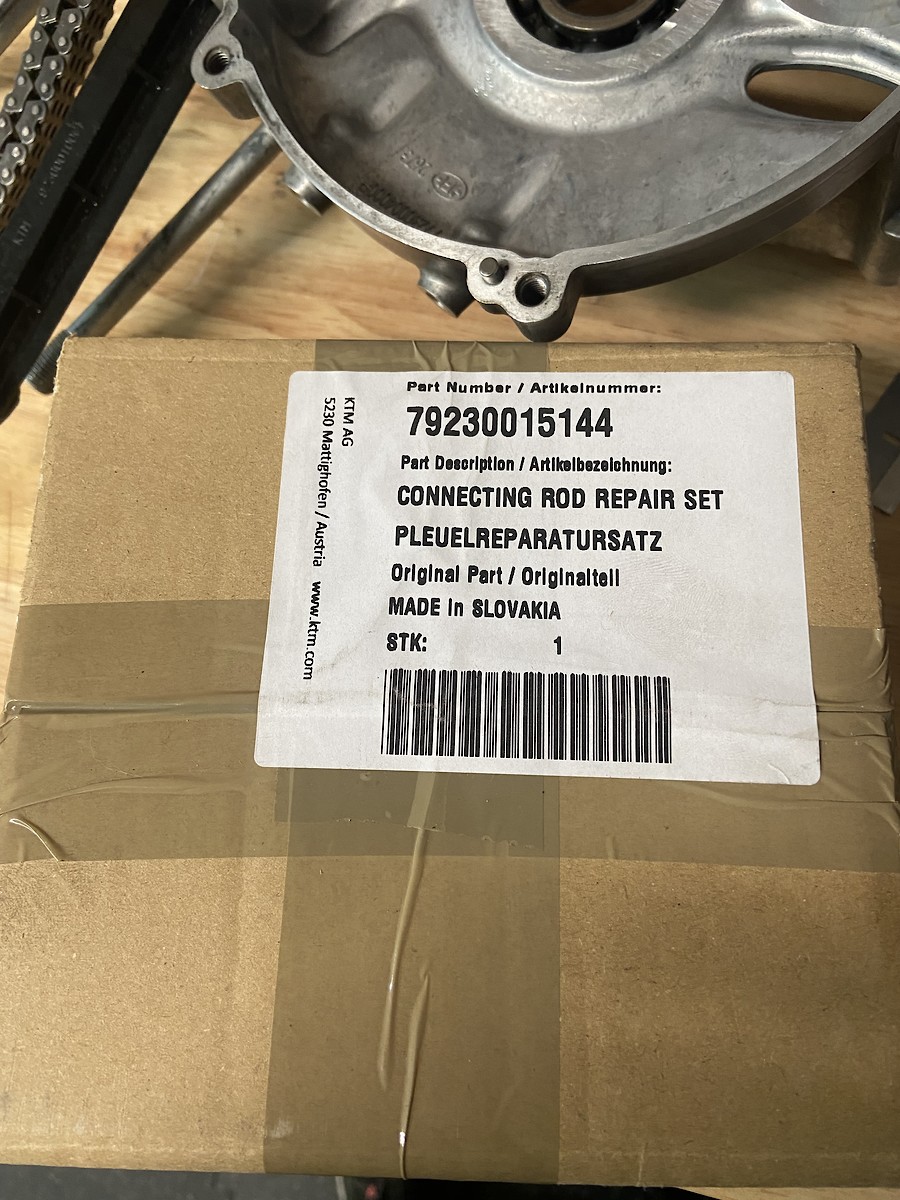 Part Number / Artikelnummer:
79230015144
Part Description / Artikelbezeichnung:
CONNECTING ROD REPAIR SET
PLEUELREPARATURSATZ
Original Part / Originalteil
MADE in SLOVAKIA
STK: 1
KTM AG
5230 Mattighofen / Austria www.ktm.com
KTM